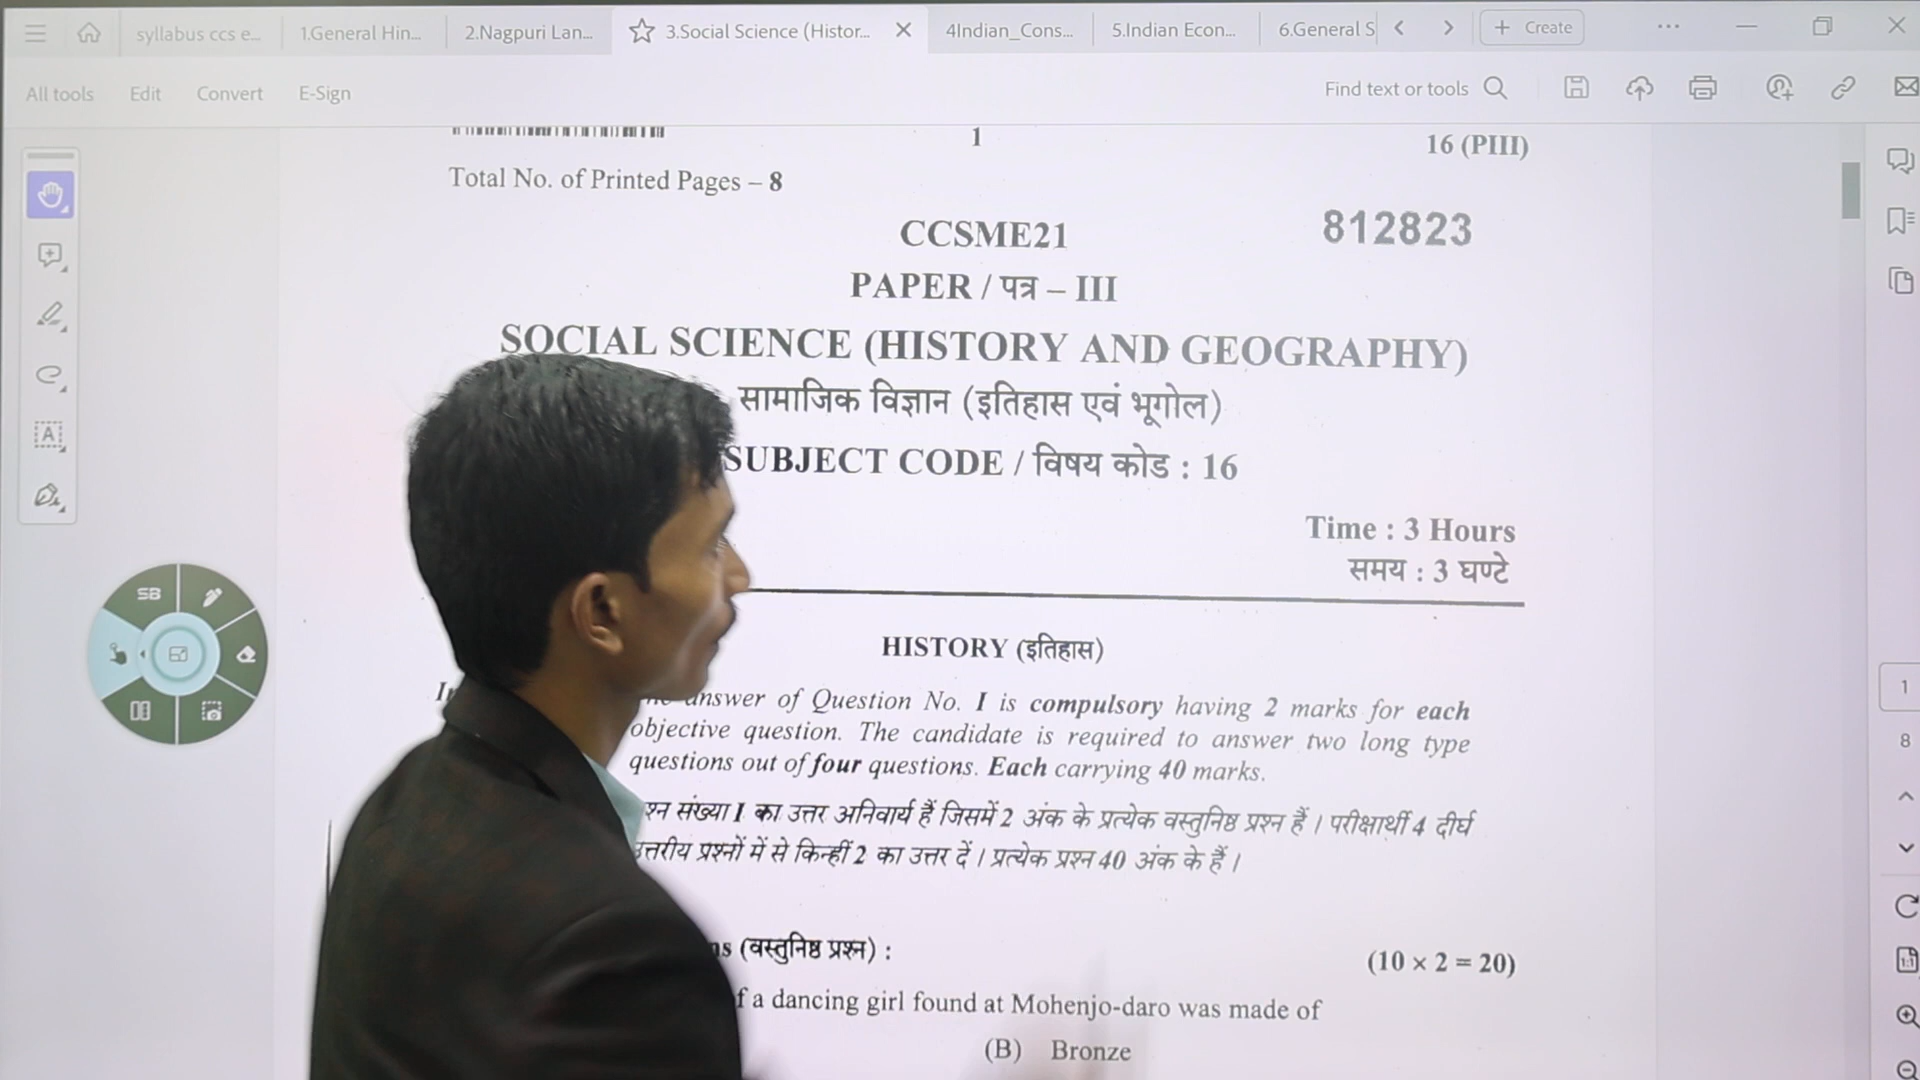 syllabus ccs e...
1.General Hin...
2.Nagpuri Lan...
3.Social Science (Histor...
4Indian_Cons...
5.Indian Econ...
6.General S
+ Create
All tools
Edit
Convert
E-Sign
Find text or tools
1
16 (PIII)
Total No. of Printed Pages – 8
CCSME21
812823
PAPER / पत्र – III
SOCIAL SCIENCE (HISTORY AND GEOGRAPHY)
सामाजिक विज्ञान (इतिहास एवं भूगोल)
SUBJECT CODE / विषय कोड : 16
Time : 3 Hours
समय : 3 घण्टे
SB
HISTORY (इतिहास)
answer of Question No. I is compulsory having 2 marks for each
objective question. The candidate is required to answer two long type
questions out of four questions. Each carrying 40 marks.
संख्या I का उत्तर अनिवार्य हैं जिसमें 2 अंक के प्रत्येक वस्तुनिष्ठ प्रश्न हैं । परीक्षार्थी 4 दीर्घ
उत्तरीय प्रश्नों में से किन्हीं 2 का उत्तर दें । प्रत्येक प्रश्न 40 अंक के हैं ।
(वस्तुनिष्ठ प्रश्न) :
(10 × 2 = 20)
a dancing girl found at Mohenjo-daro was made of
(B) Bronze
1
8